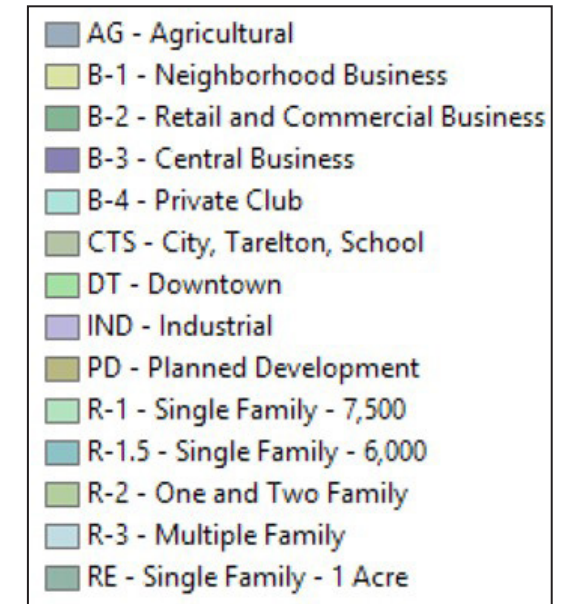 AG - Agricultural
B-1 - Neighborhood Business
B-2 - Retail and Commercial Business
B-3 - Central Business
B-4 - Private Club
CTS - City, Tarelton, School
DT - Downtown
IND - Industrial
PD - Planned Development
R-1 - Single Family - 7,500
R-1.5 - Single Family - 6,000
R-2 - One and Two Family
R-3 - Multiple Family
RE - Single Family - 1 Acre